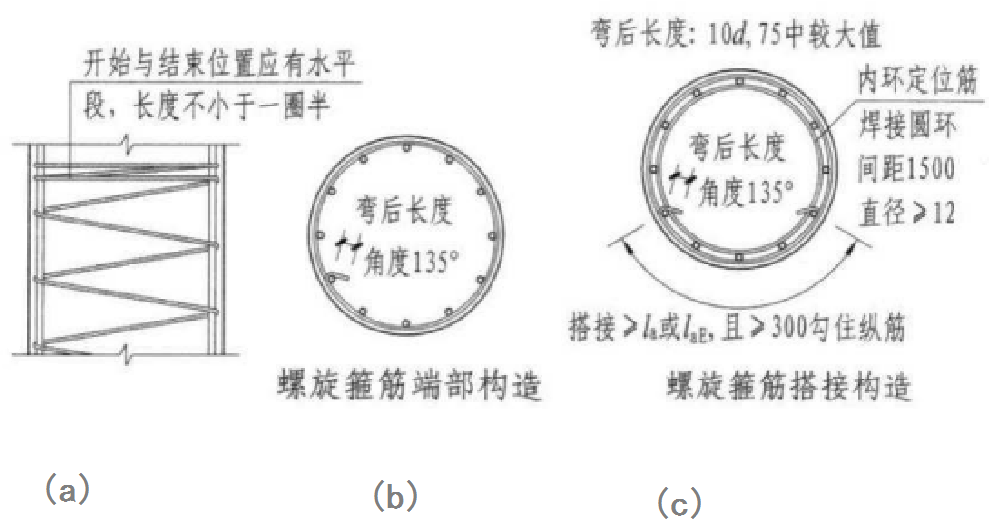 开始与结束位置应有水平
段，长度不小于一圈半
弯后长度
角度135°
螺旋箍筋端部构造
弯后长度：10d，75中较大值
内环定位筋
焊接圆环
间距1500
直径≥12
弯后长度
角度135°
搭接≥la或laE，且≥300勾住纵筋
螺旋箍筋搭接构造
(a)
(b)
(c)